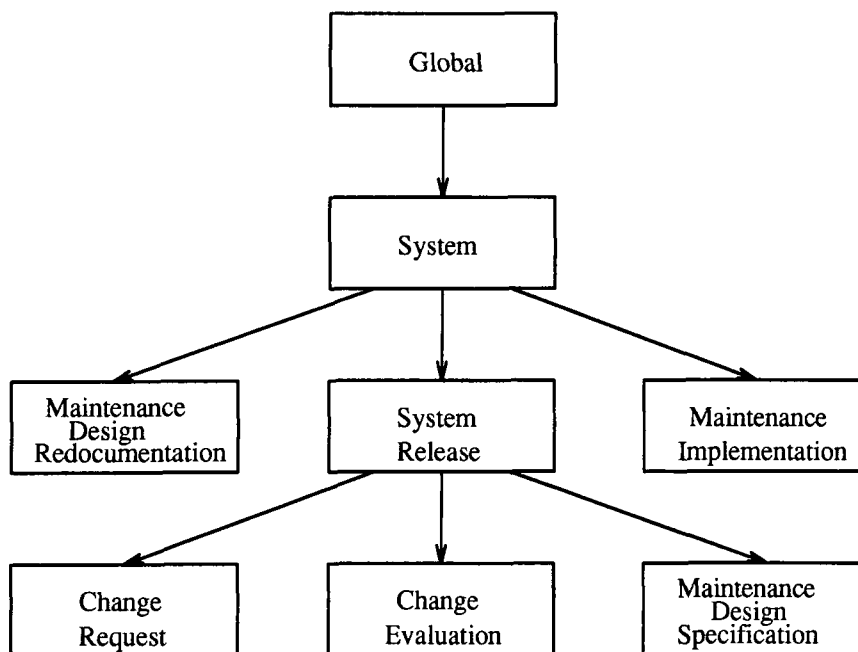 Global
System
Maintenance
Design
Redocumentation
System
Release
Maintenance
Implementation
Change
Request
Change
Evaluation
Maintenance
Design
Specification